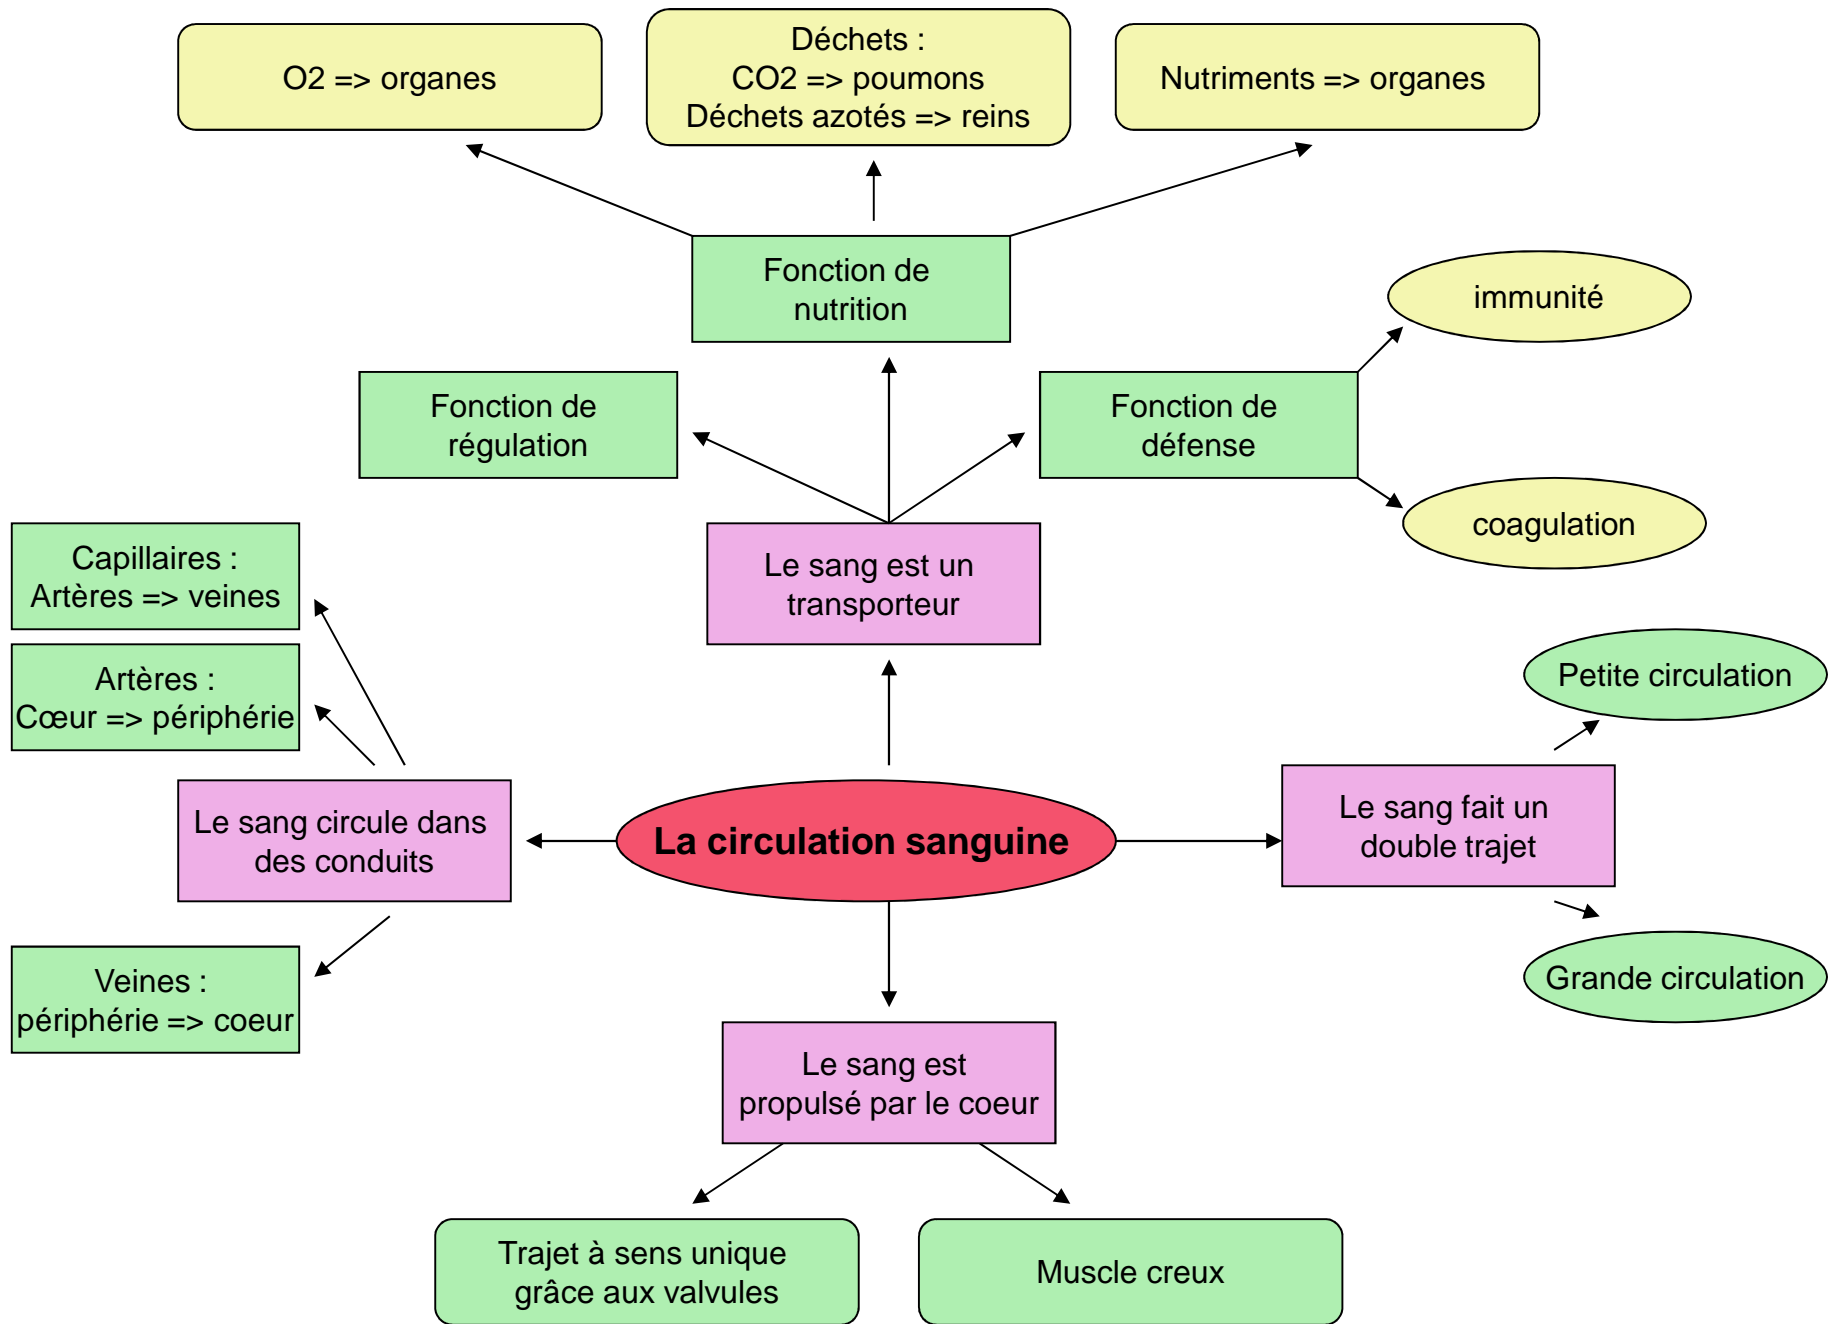 O2 => organes
Déchets :
CO2 => poumons
Déchets azotés => reins
Nutriments => organes
Fonction de
nutrition
immunité
Fonction de
régulation
Fonction de
défense
coagulation
Capillaires :
Artères => veines
Le sang est un
transporteur
Artères :
Cœur => périphérie
Petite circulation
Le sang circule dans
des conduits
La circulation sanguine
Le sang fait un
double trajet
Veines :
périphérie => coeur
Grande circulation
Le sang est
propulsé par le coeur
Trajet à sens unique
grâce aux valvules
Muscle creux